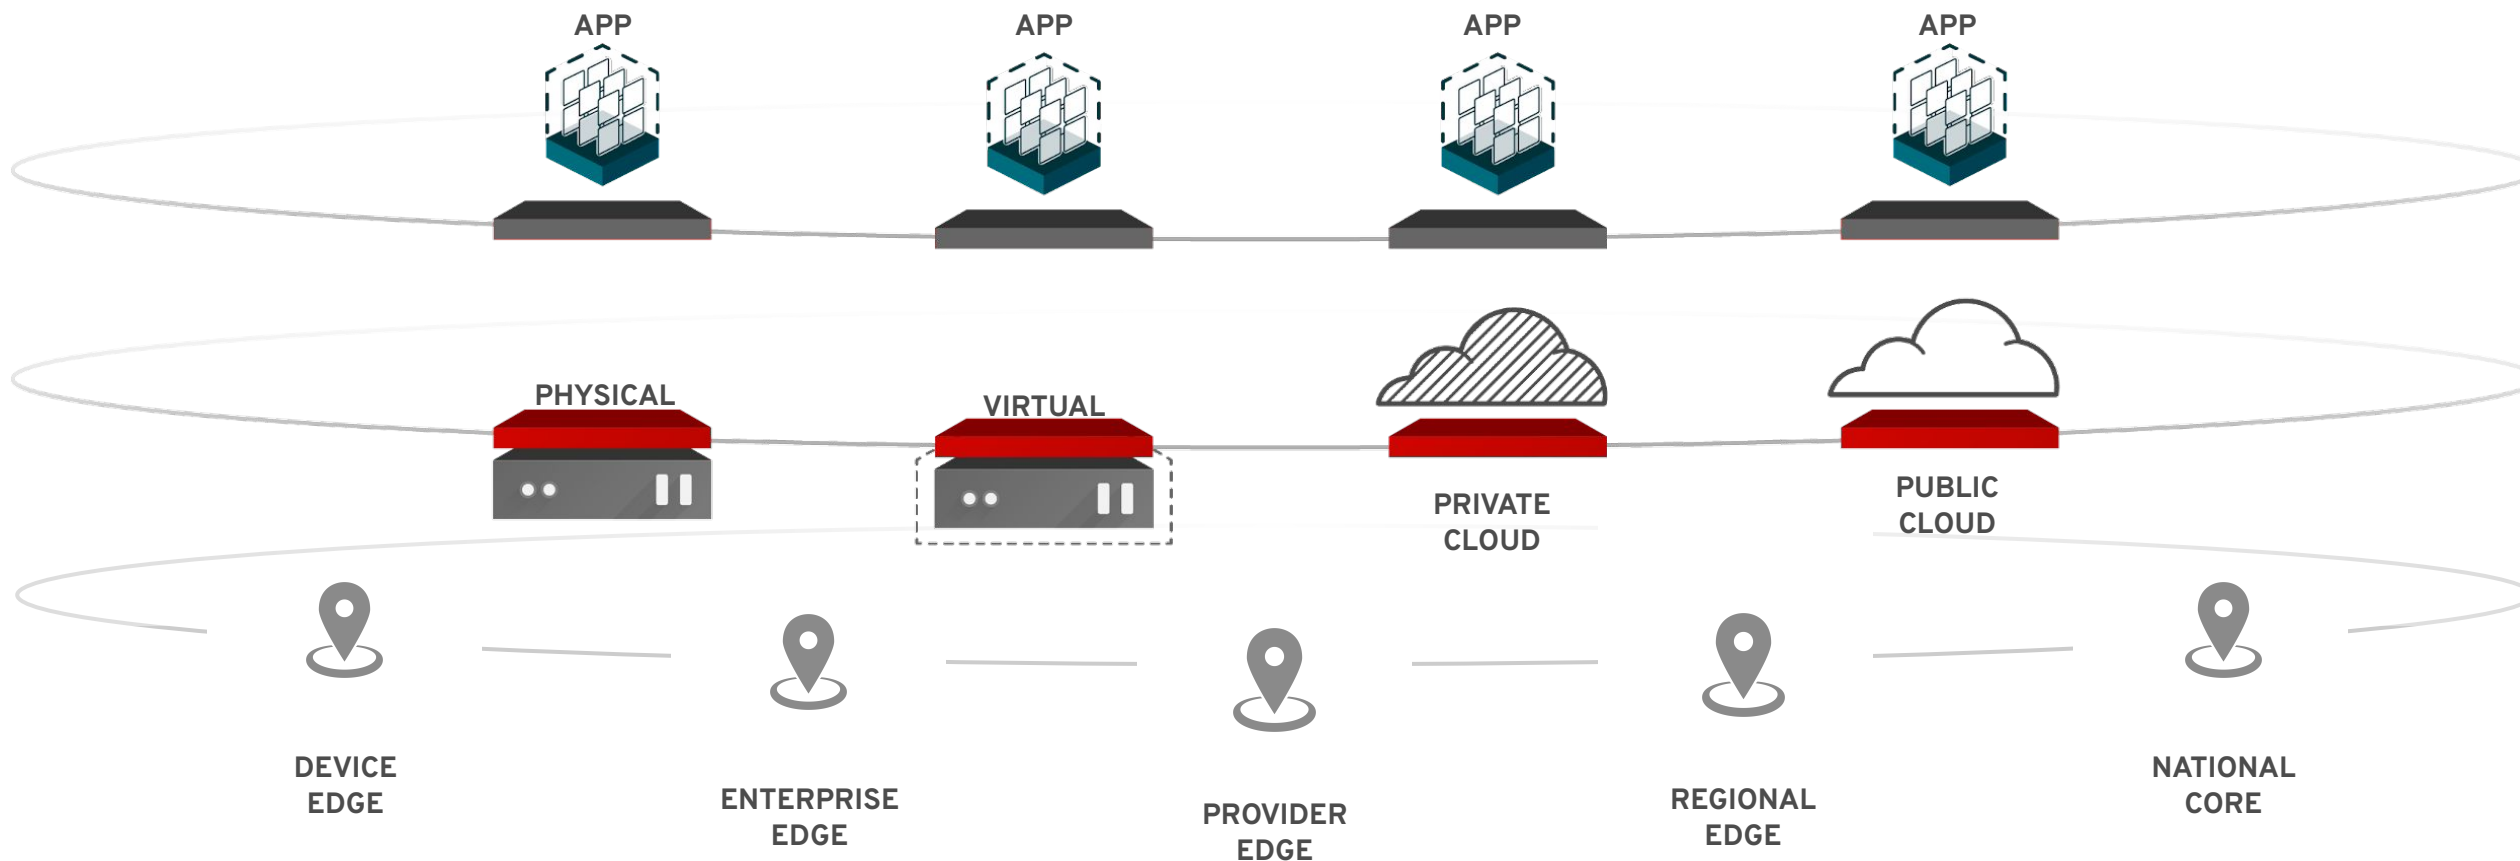 APP
APP
APP
APP
PHYSICAL
VIRTUAL
PRIVATE
CLOUD
PUBLIC
CLOUD
DEVICE
EDGE
ENTERPRISE
EDGE
PROVIDER
EDGE
REGIONAL
EDGE
NATIONAL
CORE